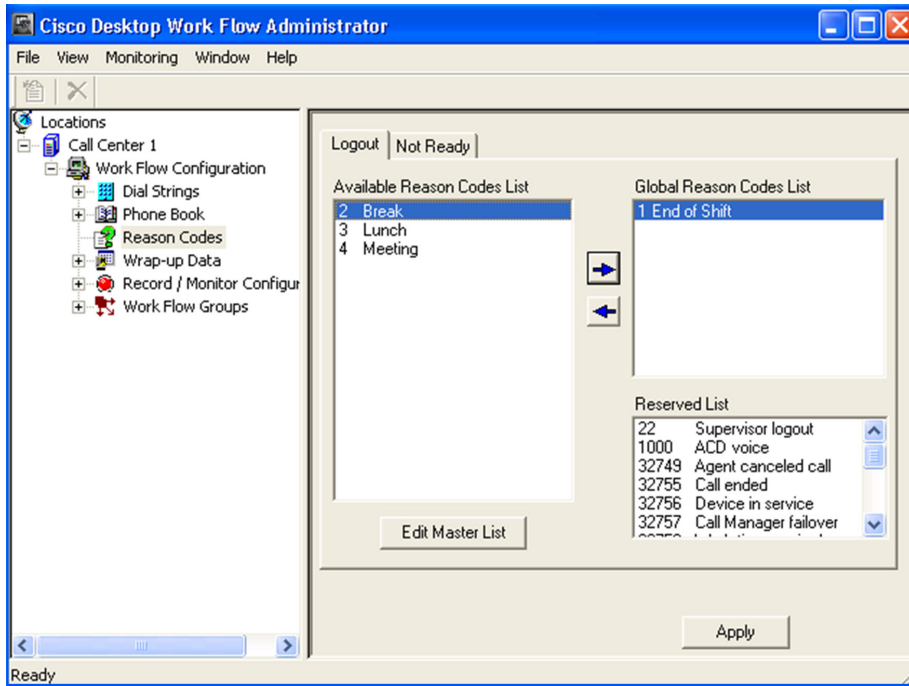 Cisco Desktop Work Flow Administrator
File View Monitoring Window Help
Locations
Call Center 1
Work Flow Configuration
Dial Strings
Phone Book
Reason Codes
Wrap-up Data
Record / Monitor Configur
Work Flow Groups
Logout Not Ready
Available Reason Codes List
2 Break
3 Lunch
4 Meeting
Edit Master List
Global Reason Codes List
1 End of Shift
Reserved List
22 Supervisor logout
1000 ACD voice
32749 Agent canceled call
32755 Call ended
32756 Device in service
32757 Call Manager failover
Apply
Ready